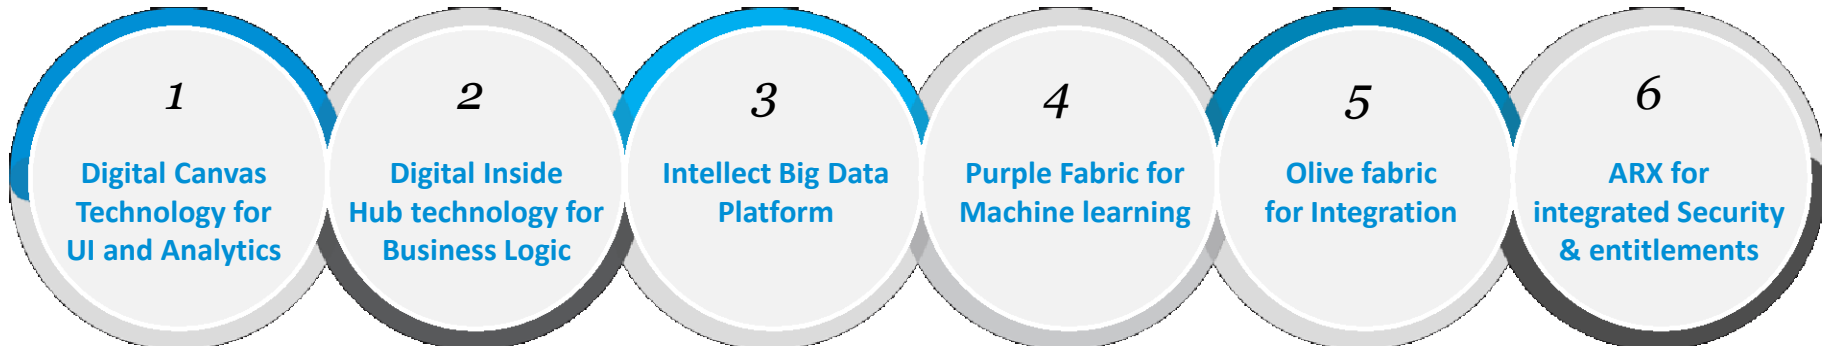 1
Digital Canvas
Technology for
UI and Analytics
2
Digital Inside
Hub technology for
Business Logic
3
Intellect Big Data
Platform
4
Purple Fabric for
Machine learning
5
Olive fabric
for Integration
6
ARX for
integrated Security
& entitlements